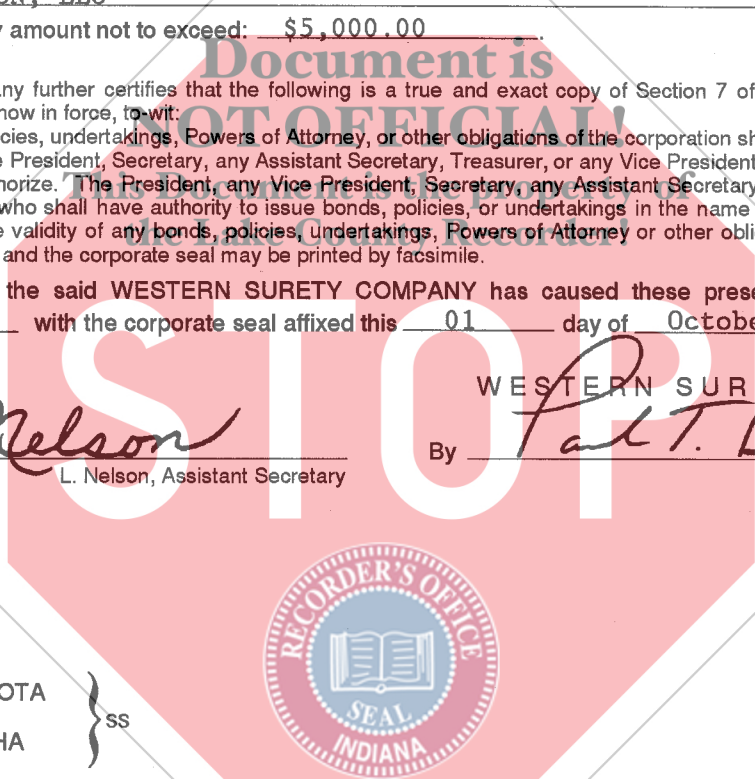 y amount not to exceed: $5,000.00.
Document is
any further certifies that the following is a true and exact copy of Section 7 of
now in force, to-wit:
NOT OFFICIAL!
cies, undertakings, Powers of Attorney, or other obligations of the corporation sh
e President, Secretary, any Assistant Secretary, Treasurer, or any Vice President
horize. The President, any Vice President, Secretary, any Assistant Secretary
This Document is the property of
who shall have authority to issue bonds, policies, or undertakings in the name
the Lake County Recorder!
e validity of any bonds, policies, undertakings, Powers of Attorney or other obli
and the corporate seal may be printed by facsimile.
the said WESTERN SURETY COMPANY has caused these prese
with the corporate seal affixed this 01 day of Octobe
STOP
WESTERN SUR
Nelson
By Paul T.
L. Nelson, Assistant Secretary
RECORDER'S OFFICE
SEAL
INDIANA
OTA
SS
HA